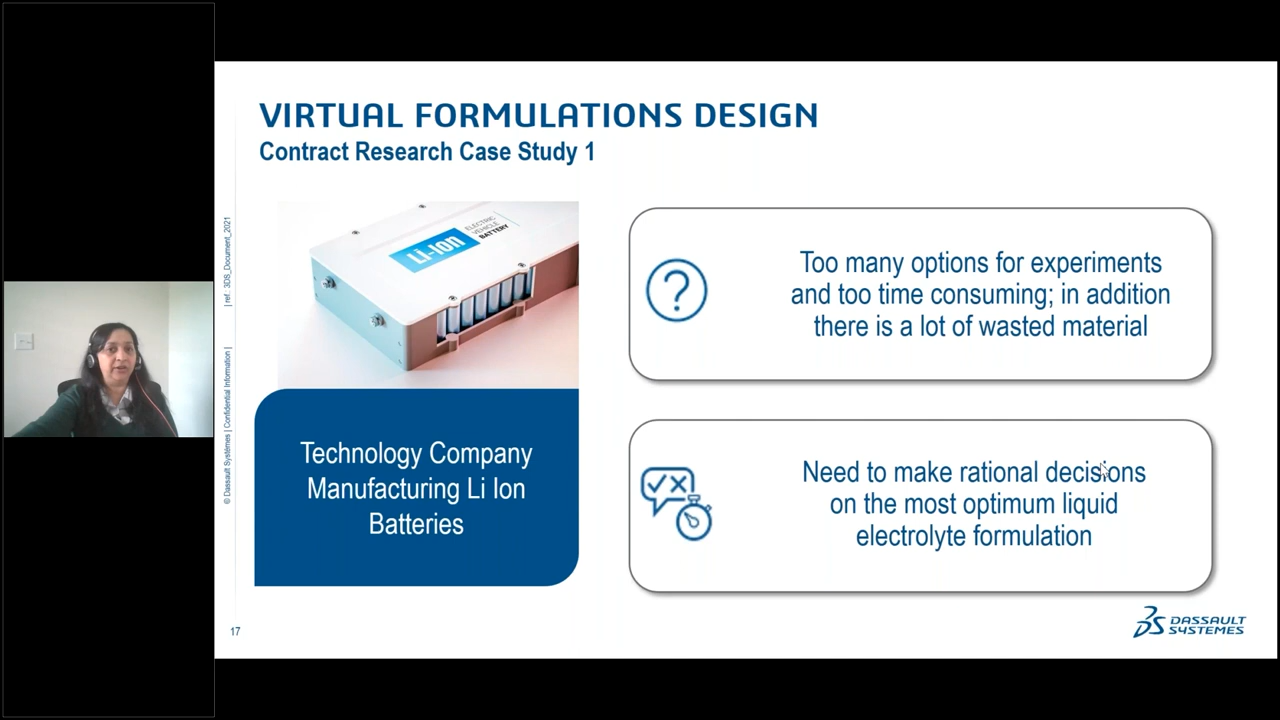 VIRTUAL FORMULATIONS DESIGN
Contract Research Case Study 1
Li-Ion
ELECTRIC
VEHICLE
BATTERY
Technology Company
Manufacturing Li Ion
Batteries
Too many options for experiments
and too time consuming; in addition
there is a lot of wasted material
Need to make rational decisions
on the most optimum liquid
electrolyte formulation
© Dassault Systèmes | Confidential Information | | ref.: 3DS_Document_2021
17
DASSAULT
SYSTEMES